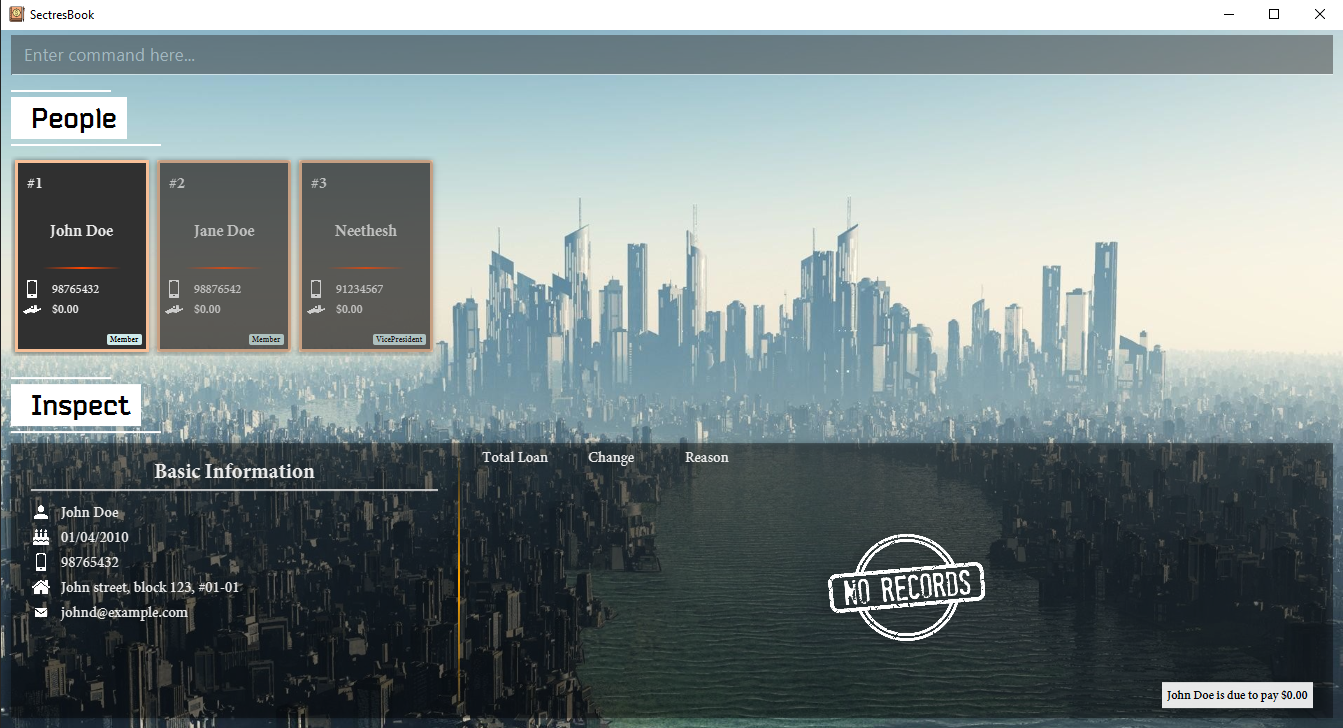 SectresBook
Enter command here...
People
#1
John Doe
98765432
$0.00
Member
#2
Jane Doe
98876542
$0.00
Member
#3
Neethesh
91234567
$0.00
VicePresident
Inspect
Basic Information
John Doe
01/04/2010
98765432
John street, block 123, #01-01
johnd@example.com
Total Loan Change Reason
NO RECORDS
John Doe is due to pay $0.00